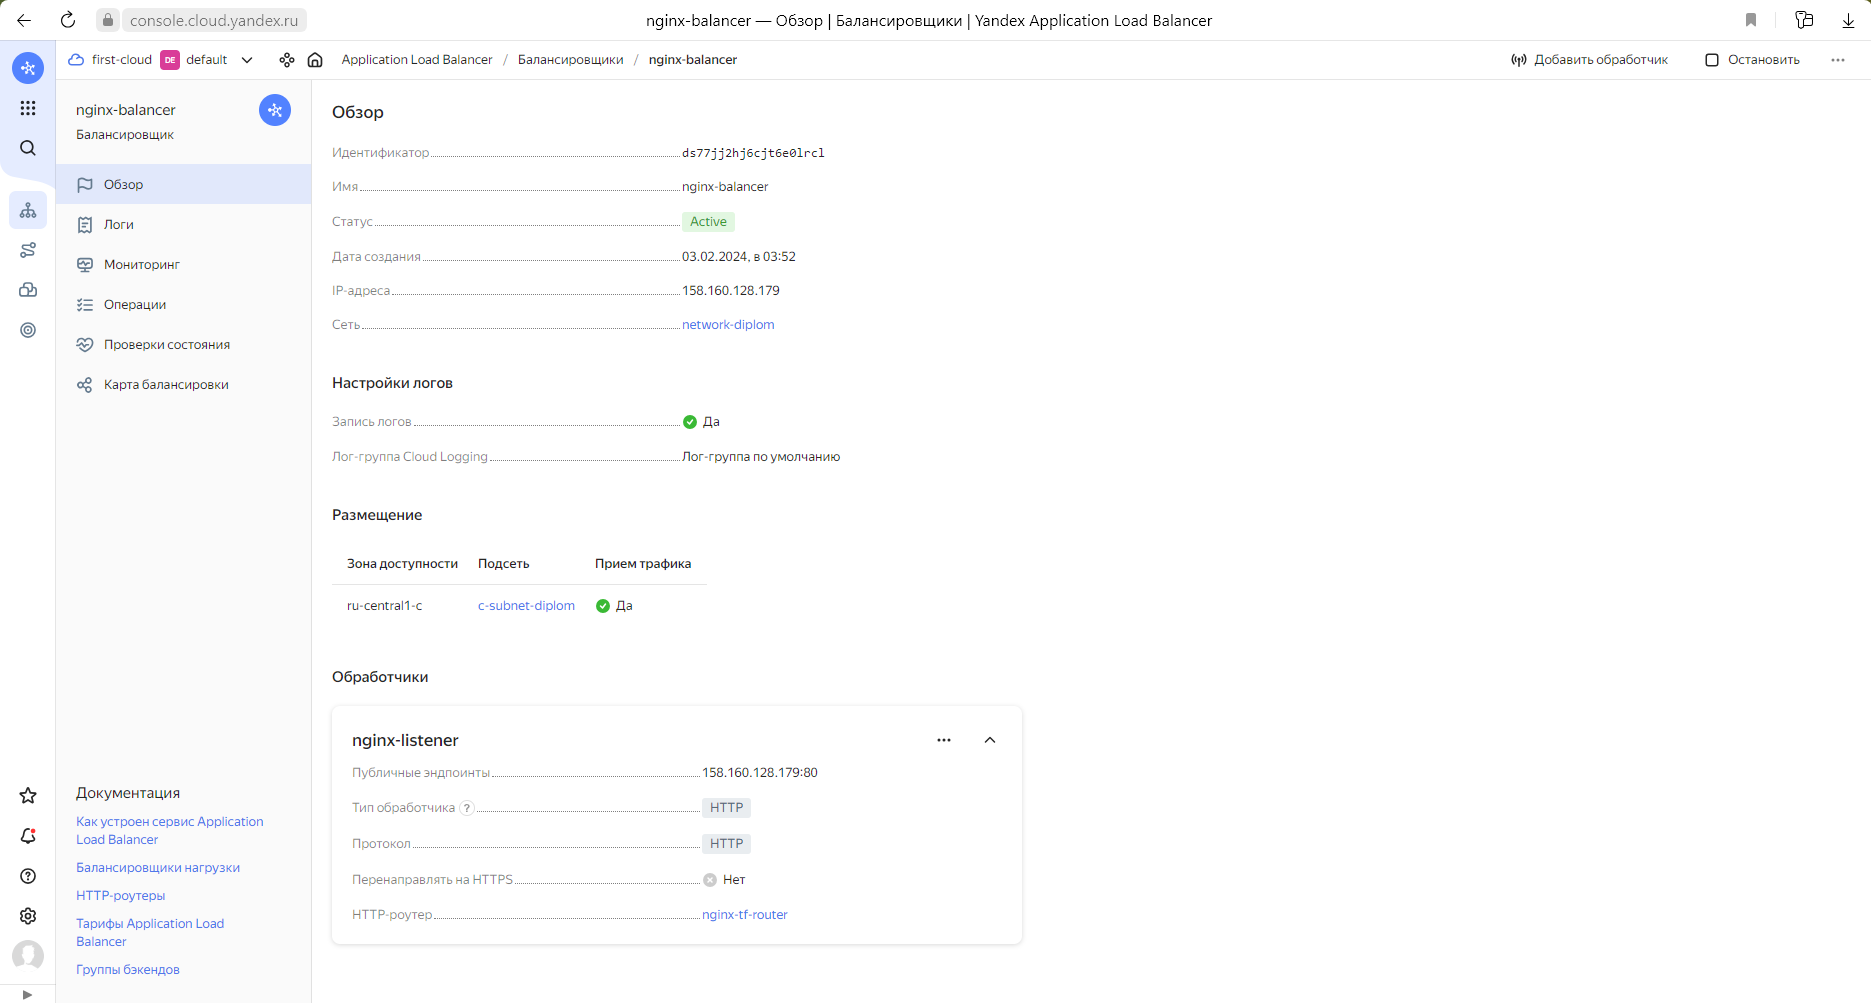 console.cloud.yandex.ru
nginx-balancer — Обзор | Балансировщики | Yandex Application Load Balancer
first-cloud DE default Application Load Balancer / Балансировщики / nginx-balancer Добавить обработчик Остановить
nginx-balancer
Балансировщик
Обзор
Логи
Мониторинг
Операции
Проверки состояния
Карта балансировки
Документация
Как устроен сервис Application
Load Balancer
Балансировщики нагрузки
HTTP-роутеры
Тарифы Application Load
Balancer
Группы бэкендов
Обзор
Идентификатор ds77jj2hj6cjt6e0lrcl
Имя nginx-balancer
Статус Active
Дата создания 03.02.2024, в 03:52
IP-адреса 158.160.128.179
Сеть network-diplom
Настройки логов
Запись логов Да
Лог-группа Cloud Logging Лог-группа по умолчанию
Размещение
Зона доступности Подсеть Прием трафика
ru-central1-c c-subnet-diplom Да
Обработчики
nginx-listener
Публичные эндпоинты 158.160.128.179:80
Тип обработчика ? HTTP
Протокол HTTP
Перенаправлять на HTTPS Нет
HTTP-роутер nginx-tf-router